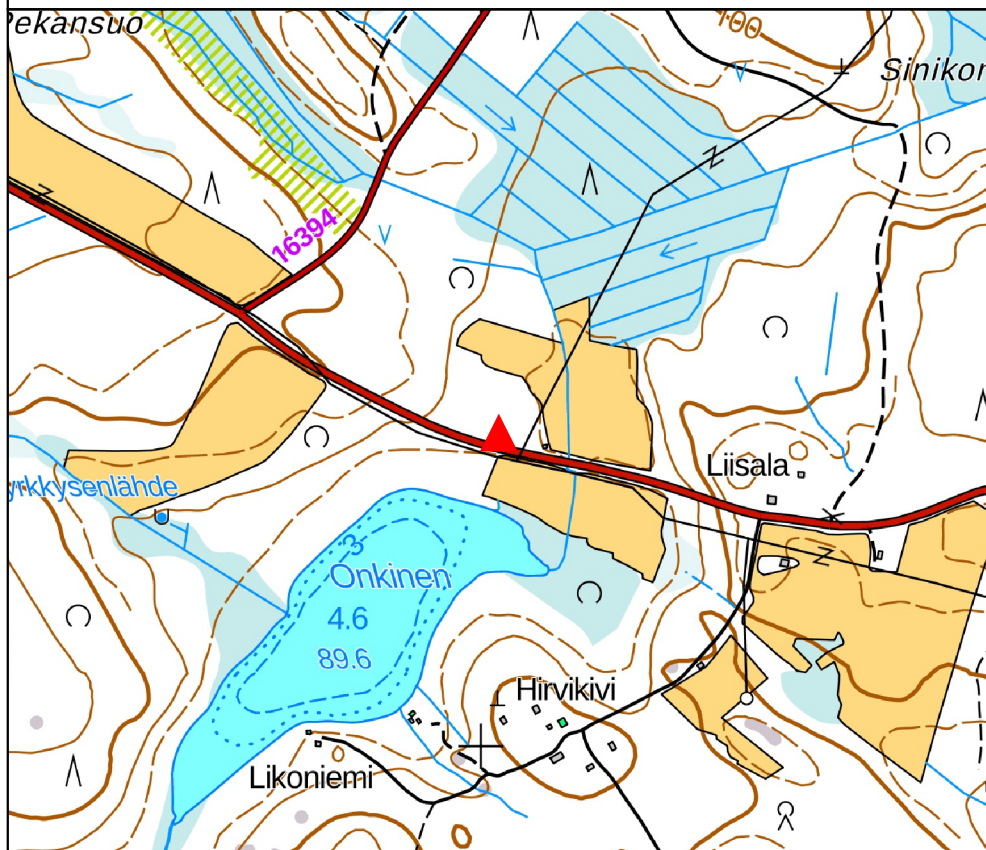 Pekansuo
100
Sinikor
16394
Liisala
yrkkysenlähde
3
Onkinen
4.6
89.6
Hirvikivi
Likoniemi